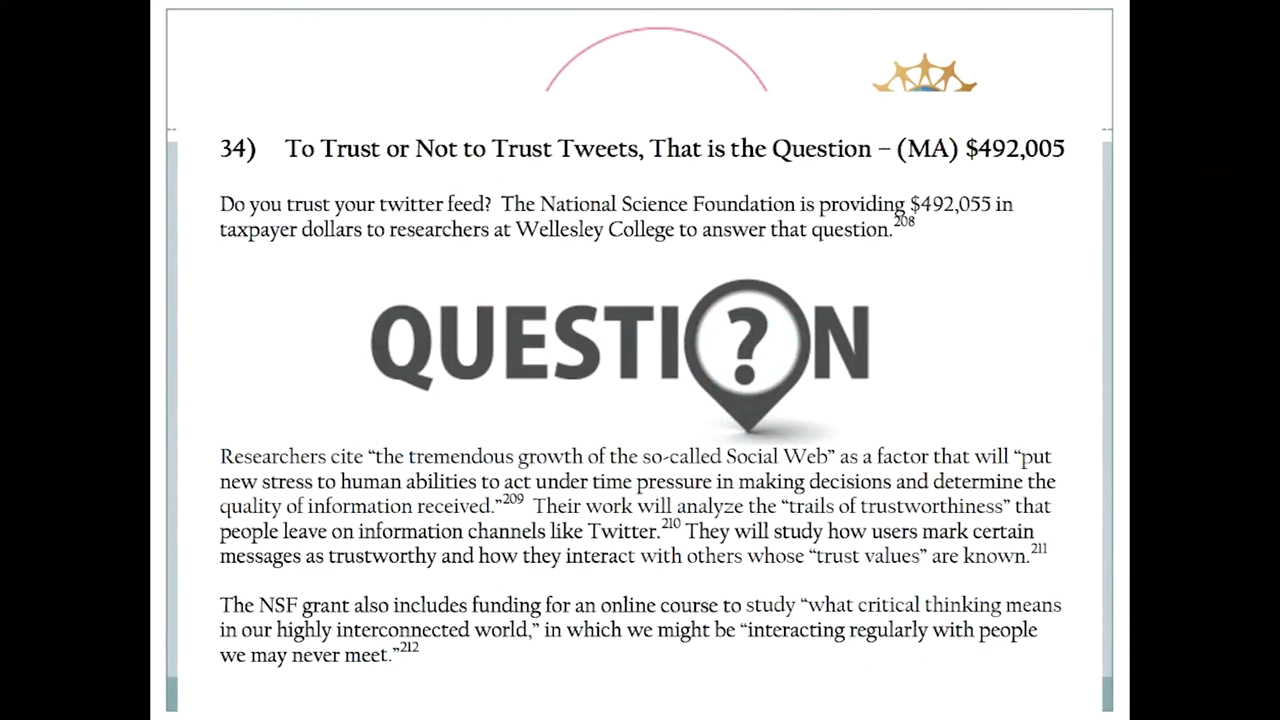 34) To Trust or Not to Trust Tweets, That is the Question – (MA) $492,005
Do you trust your twitter feed? The National Science Foundation is providing $492,055 in
taxpayer dollars to researchers at Wellesley College to answer that question.208
QUESTI?N
Researchers cite “the tremendous growth of the so-called Social Web” as a factor that will “put
new stress to human abilities to act under time pressure in making decisions and determine the
quality of information received.”209 Their work will analyze the “trails of trustworthiness” that
people leave on information channels like Twitter.210 They will study how users mark certain
messages as trustworthy and how they interact with others whose “trust values” are known.211
The NSF grant also includes funding for an online course to study “what critical thinking means
in our highly interconnected world,” in which we might be “interacting regularly with people
we may never meet.”212